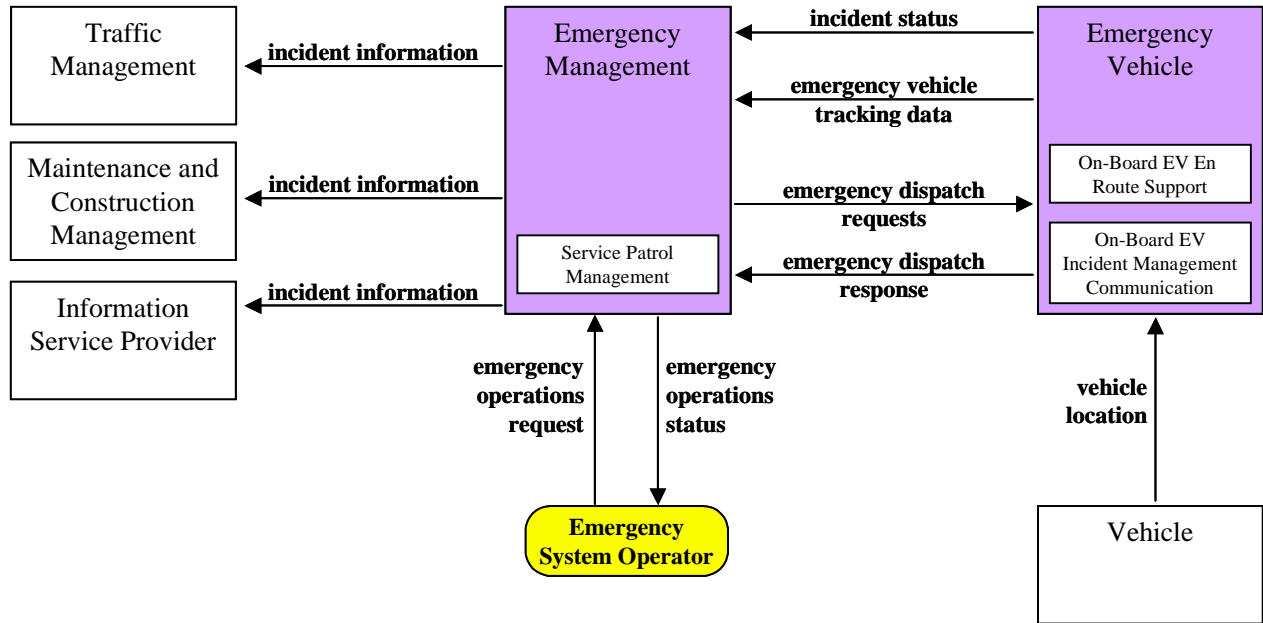 Traffic
Management
incident information
Emergency
Management
incident status
Emergency
Vehicle
emergency vehicle
tracking data
Maintenance and
Construction
Management
incident information
emergency dispatch
requests
On-Board EV En
Route Support
Service Patrol
Management
emergency dispatch
response
On-Board EV
Incident Management
Communication
Information
Service Provider
incident information
emergency
operations
request
emergency
operations
status
vehicle
location
Emergency
System Operator
Vehicle